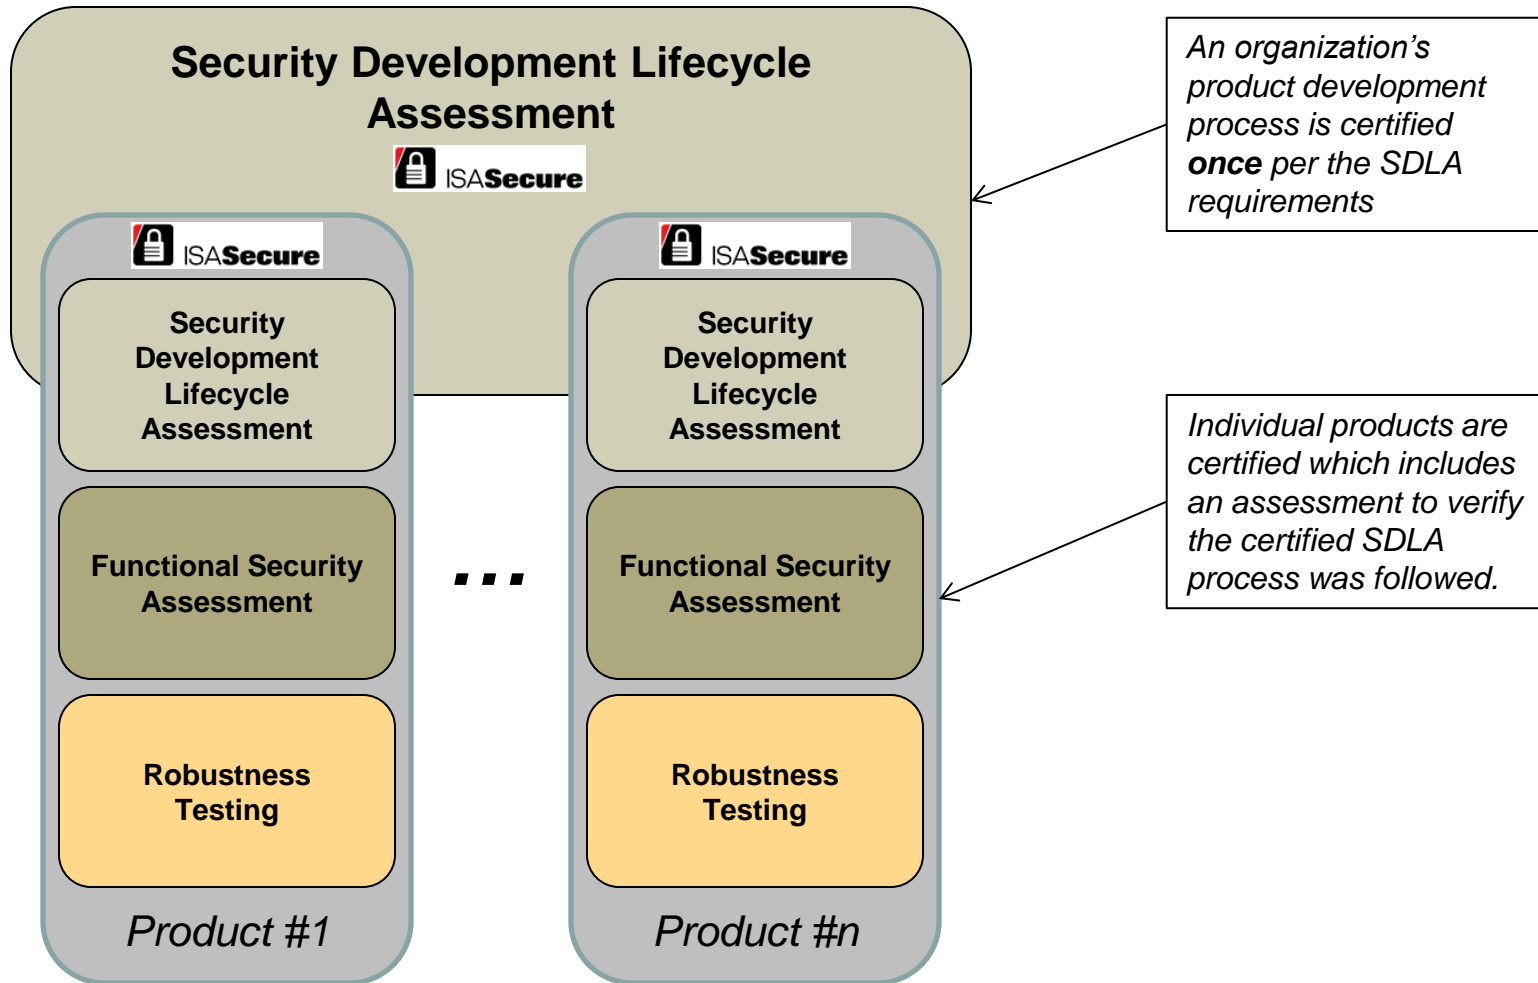 Security Development Lifecycle
Assessment
ISASecure
An organization’s
product development
process is certified
once per the SDLA
requirements
ISASecure
Security
Development
Lifecycle
Assessment
Functional Security
Assessment
Robustness
Testing
Product #1
...
ISASecure
Security
Development
Lifecycle
Assessment
Functional Security
Assessment
Robustness
Testing
Product #n
Individual products are
certified which includes
an assessment to verify
the certified SDLA
process was followed.